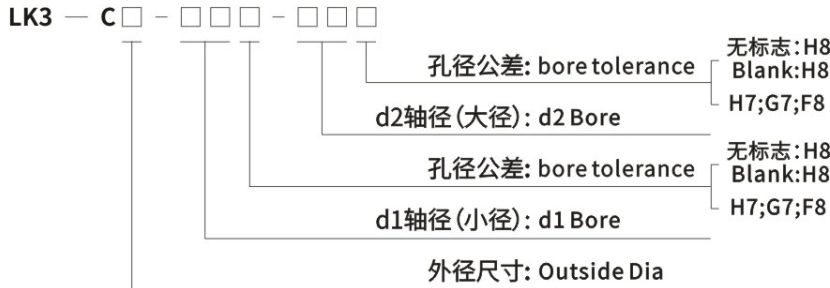 LK3 — C□ - □□□ - □□□
无标志:H8
孔径公差: bore tolerance
Blank:H8
H7;G7;F8
d2轴径(大径): d2 Bore
无标志:H8
孔径公差: bore tolerance
Blank:H8
H7;G7;F8
d1轴径(小径): d1 Bore
外径尺寸: Outside Dia